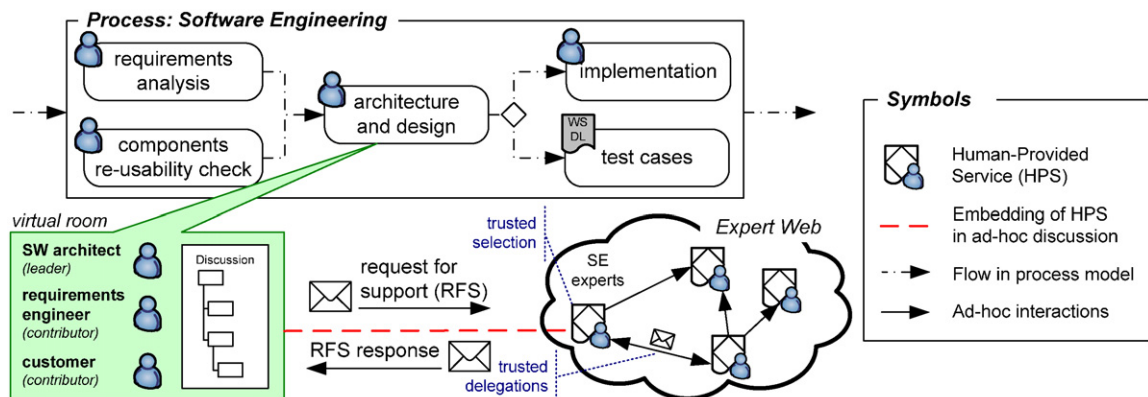 Process: Software Engineering
requirements
analysis
components
re-usability check
architecture
and design
implementation
WS
DL
test cases
virtual room
SW architect
(leader)
requirements
engineer
(contributor)
customer
(contributor)
Discussion
request for
support (RFS)
RFS response
trusted
selection
trusted
delegations
Expert Web
SE
experts
Symbols
Human-Provided
Service (HPS)
Embedding of HPS
in ad-hoc discussion
Flow in process model
Ad-hoc interactions